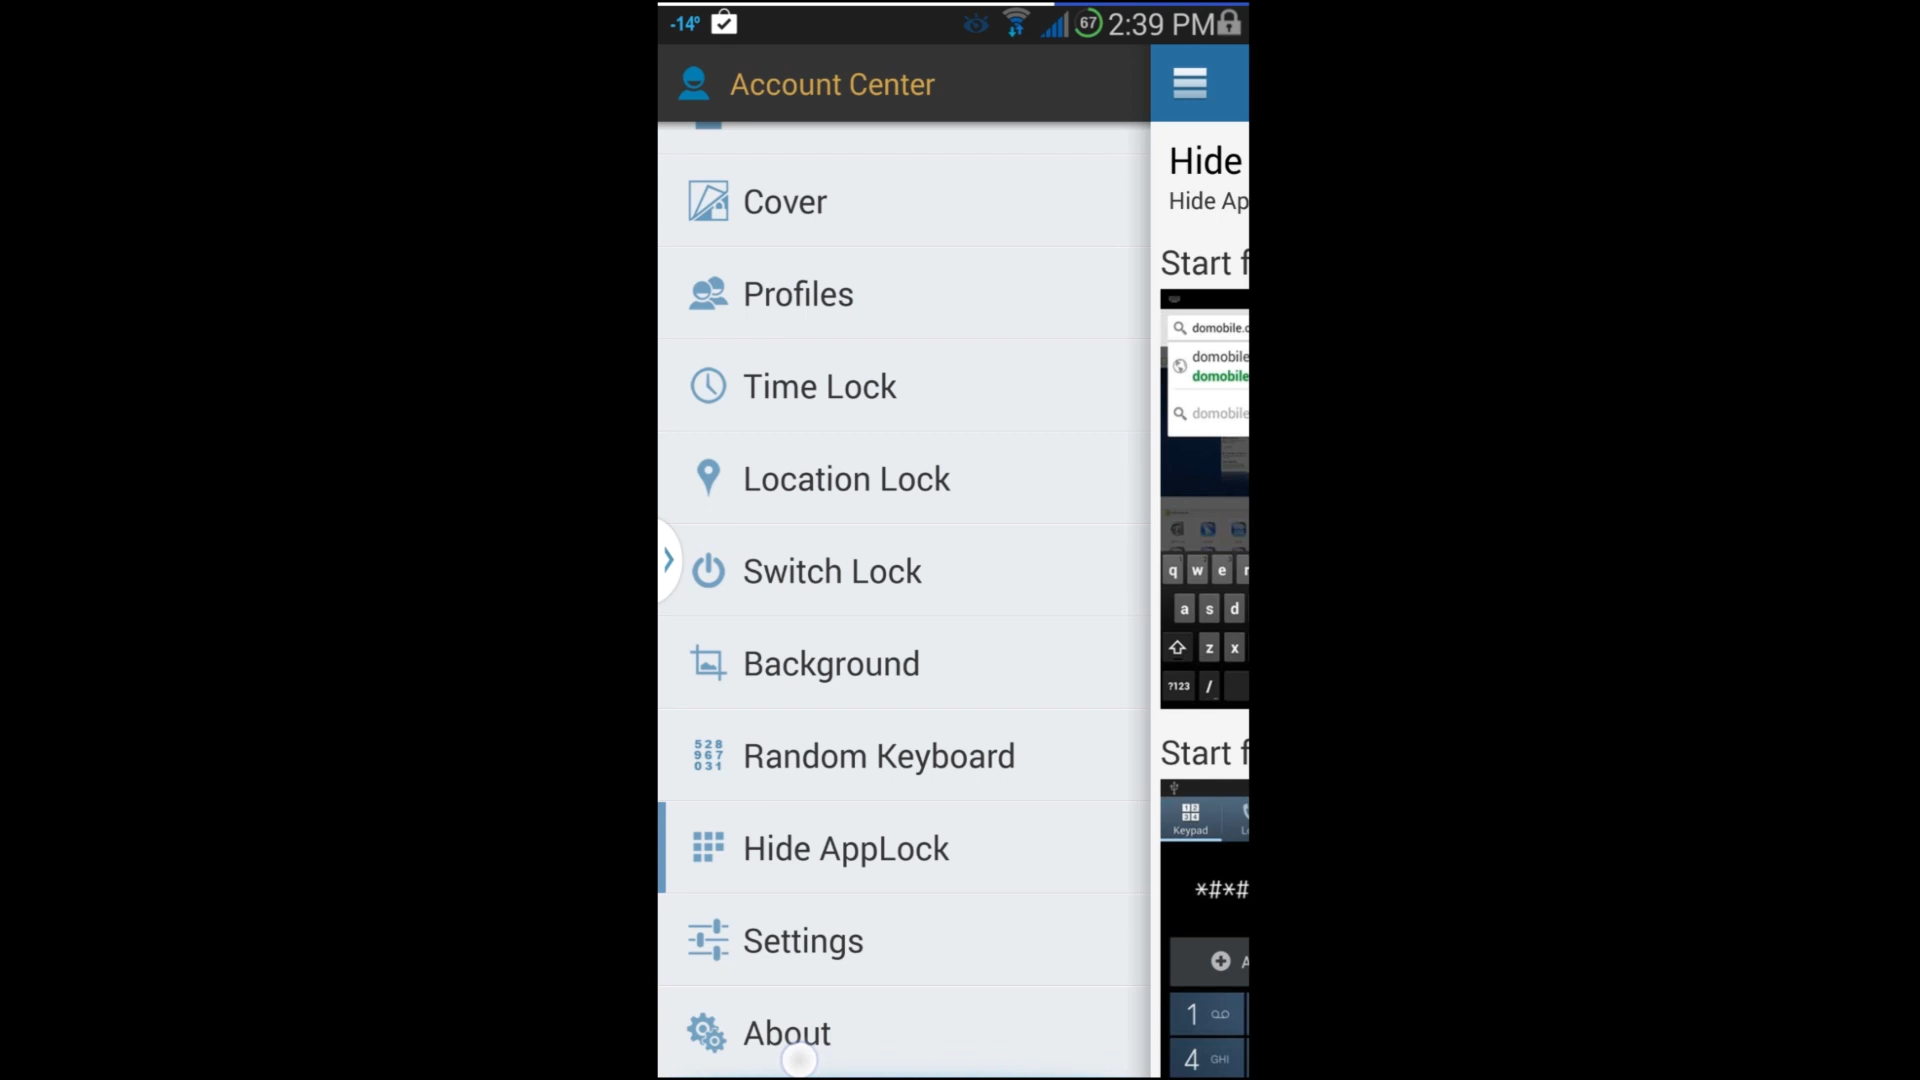 -14° 67 2:39 PM
Account Center
Cover
Profiles
Time Lock
Location Lock
Switch Lock
Background
528
967
031
Random Keyboard
Hide AppLock
Settings
About
Hide
Hide Ap
Start f
domobile.c
domobile
domobile
domobile
q w e r
a s d
z x
?123 /
Start f
12
34
Keypad L
*#*#
A
1
4 GHI